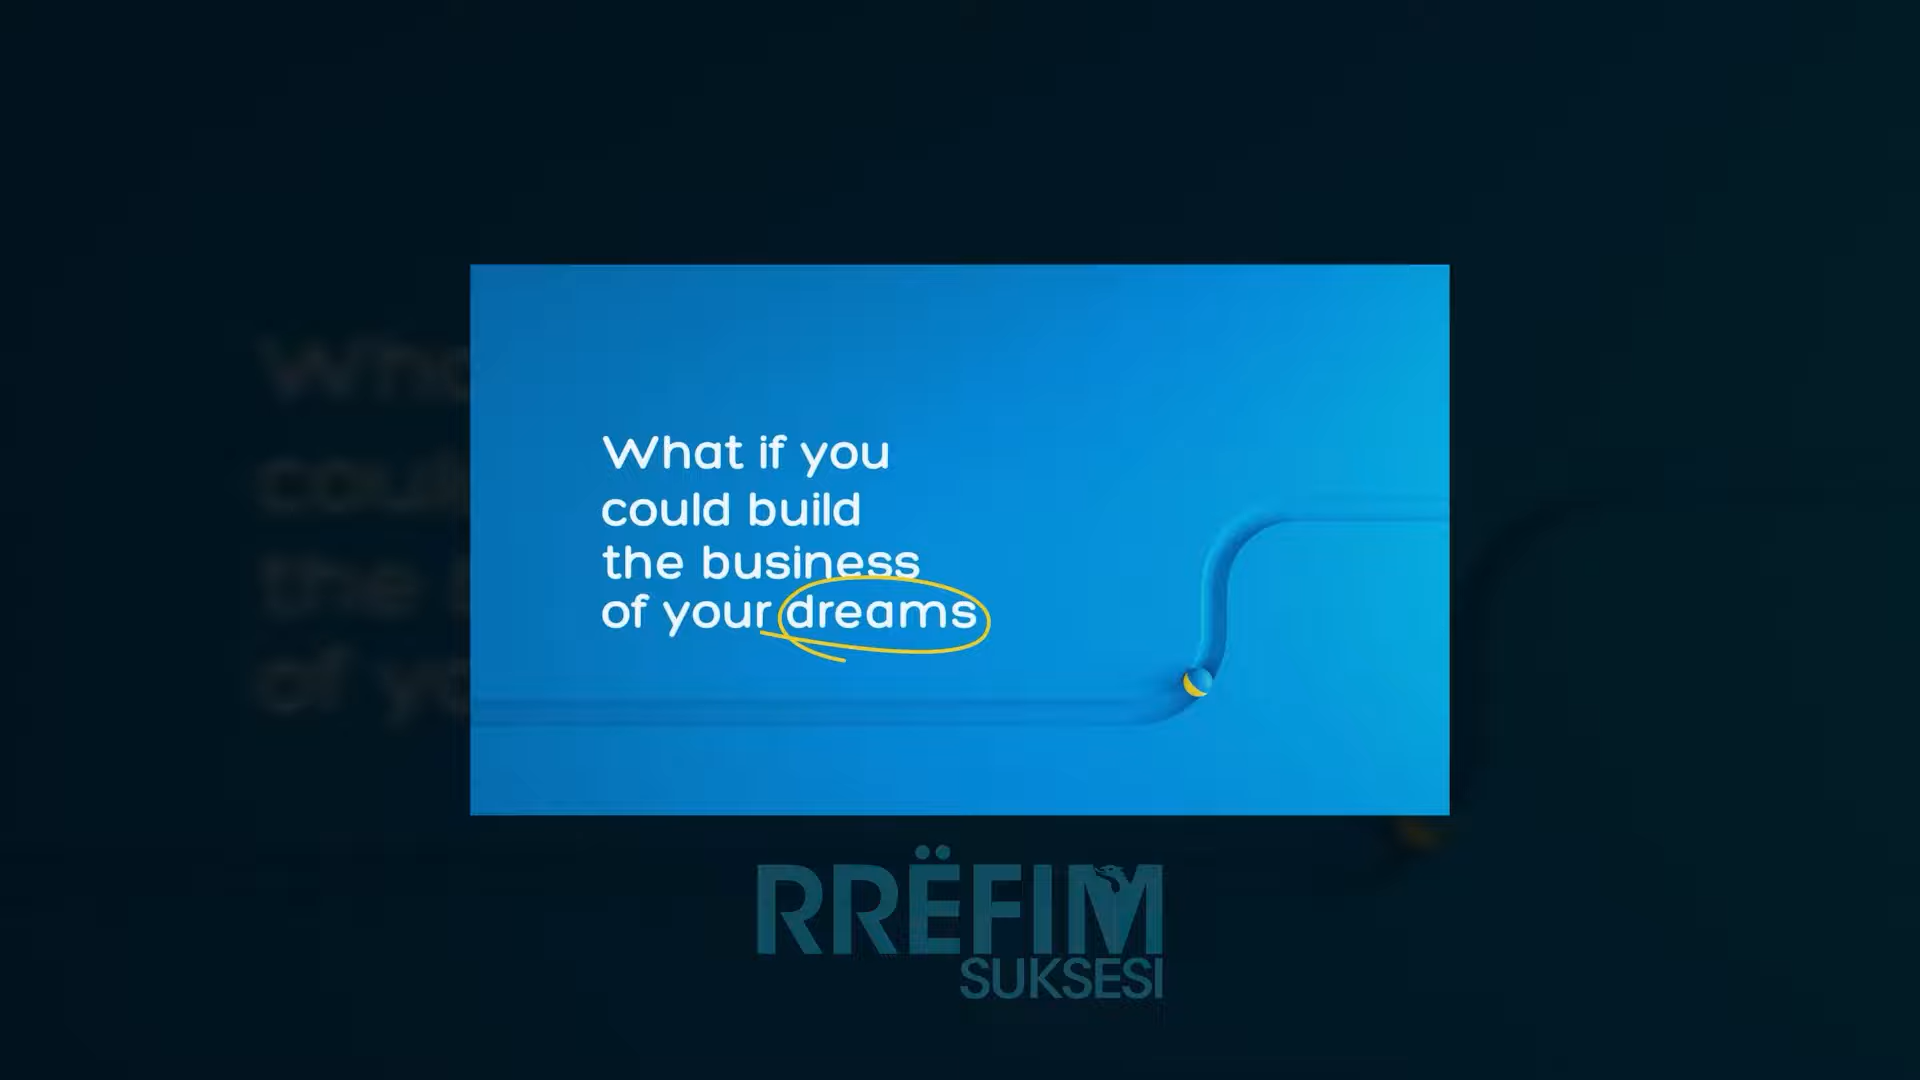 What if you
could build
the business
of your dreams
RRËFIM
SUKSESI